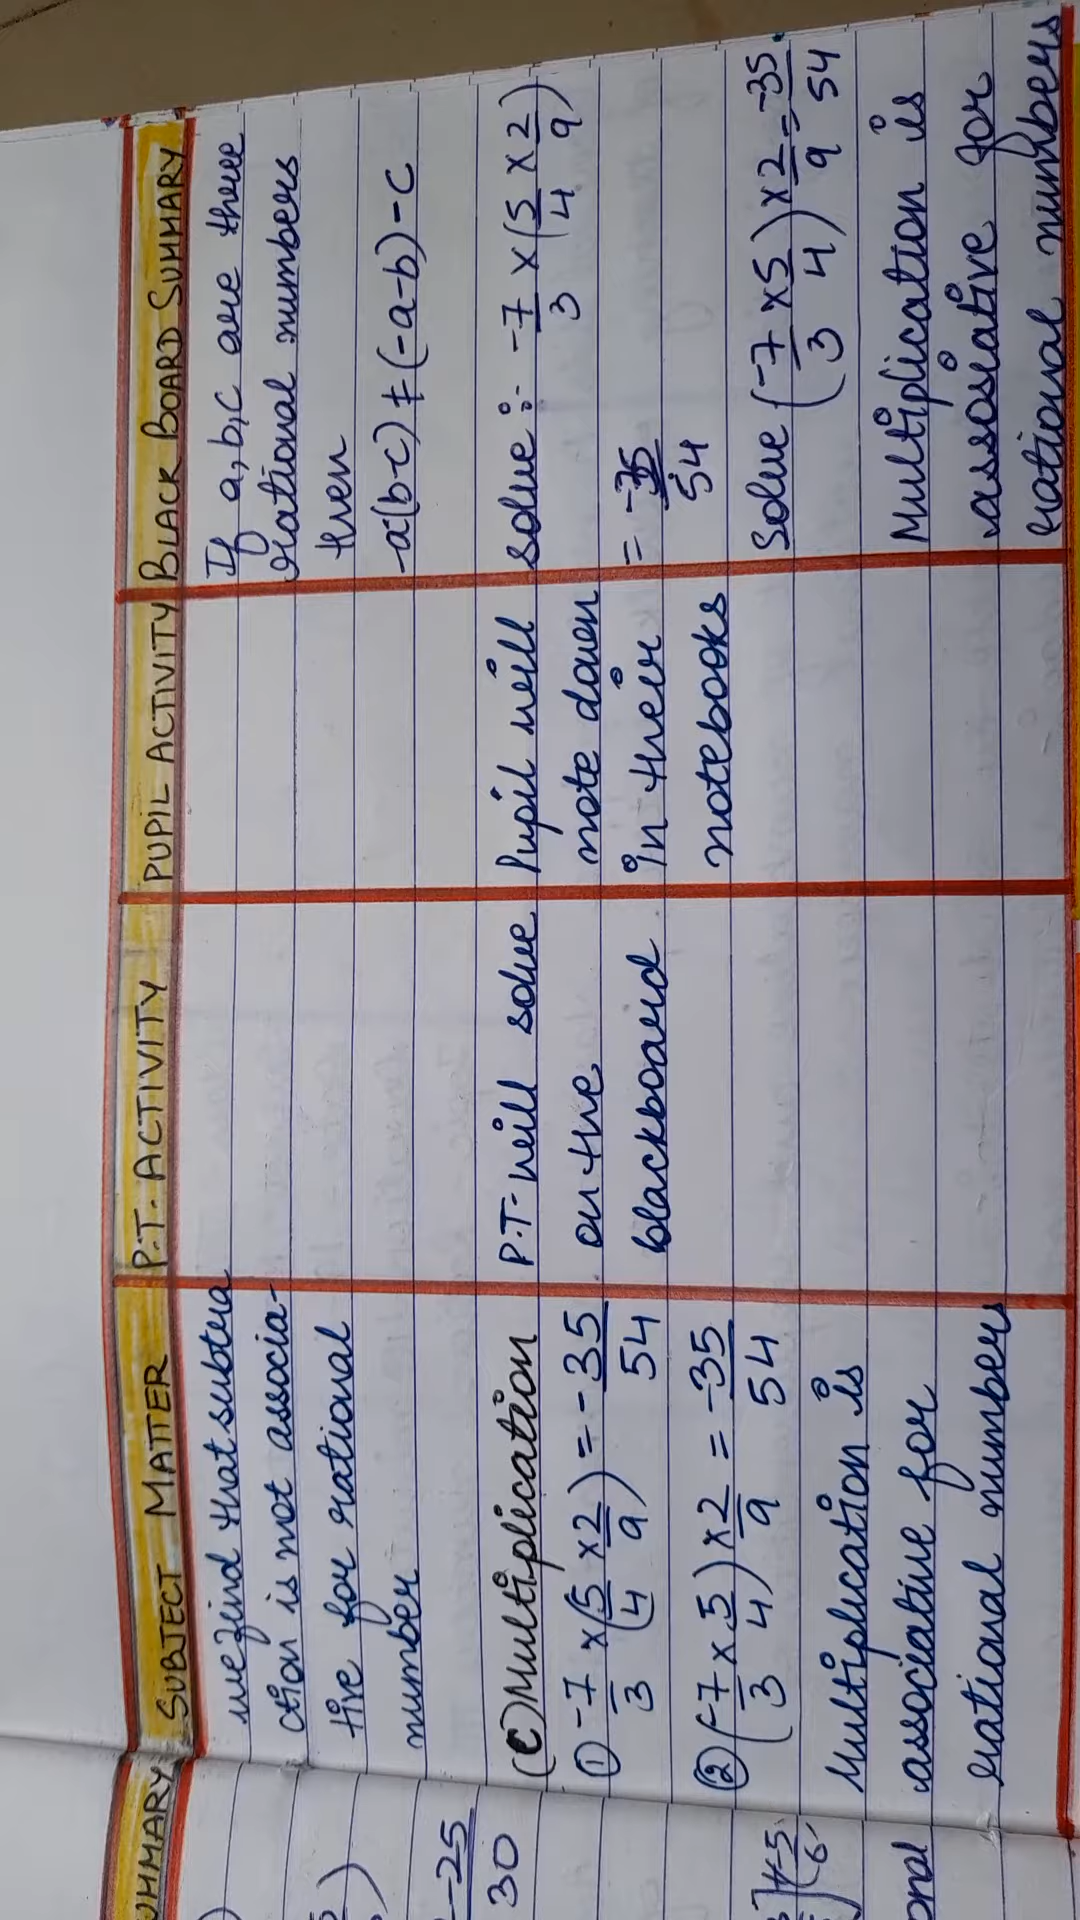 SUBJECT MATTER
we find that subtra
ction is not associa-
tive for rational
number
(C) Multiplication
① -7/3 × (5/4 × 2/9) = -35/54
② (-7/3 × 5/4) × 2/9 = -35/54
Multiplication is
associative for
rational numbers
P.T. ACTIVITY
P.T. will solve
on the
blackboard
PUPIL ACTIVITY
Pupil will
note down
in their
notebooks
BLACK BOARD SUMMARY
If a, b, c are three
rational numbers
then
-a(b-c) ≠ (-a-b)-c
solve :- -7/3 × (5/4 × 2/9)
= -35/54
Solve (-7/3 × 5/4) × 2/9 = -35/54
Multiplication is
assosiative for
rational numbers
-25/30